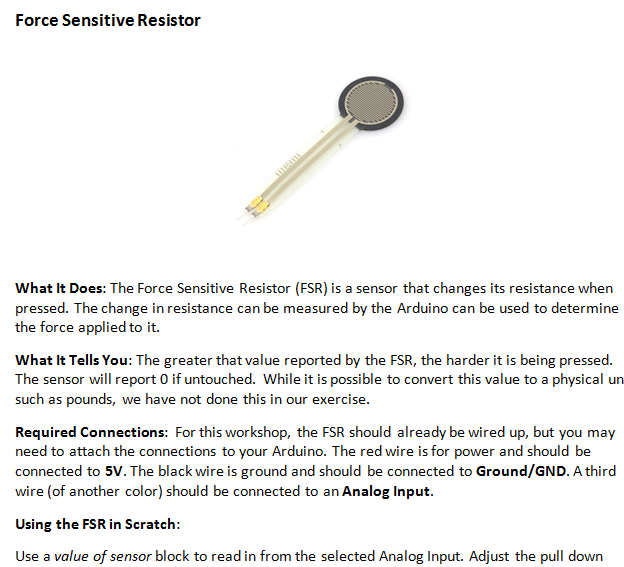 Force Sensitive Resistor
What It Does: The Force Sensitive Resistor (FSR) is a sensor that changes its resistance when
pressed. The change in resistance can be measured by the Arduino can be used to determine
the force applied to it.
What It Tells You: The greater that value reported by the FSR, the harder it is being pressed.
The sensor will report 0 if untouched. While it is possible to convert this value to a physical un
such as pounds, we have not done this in our exercise.
Required Connections: For this workshop, the FSR should already be wired up, but you may
need to attach the connections to your Arduino. The red wire is for power and should be
connected to 5V. The black wire is ground and should be connected to Ground/GND. A third
wire (of another color) should be connected to an Analog Input.
Using the FSR in Scratch:
Use a value of sensor block to read in from the selected Analog Input. Adjust the pull down